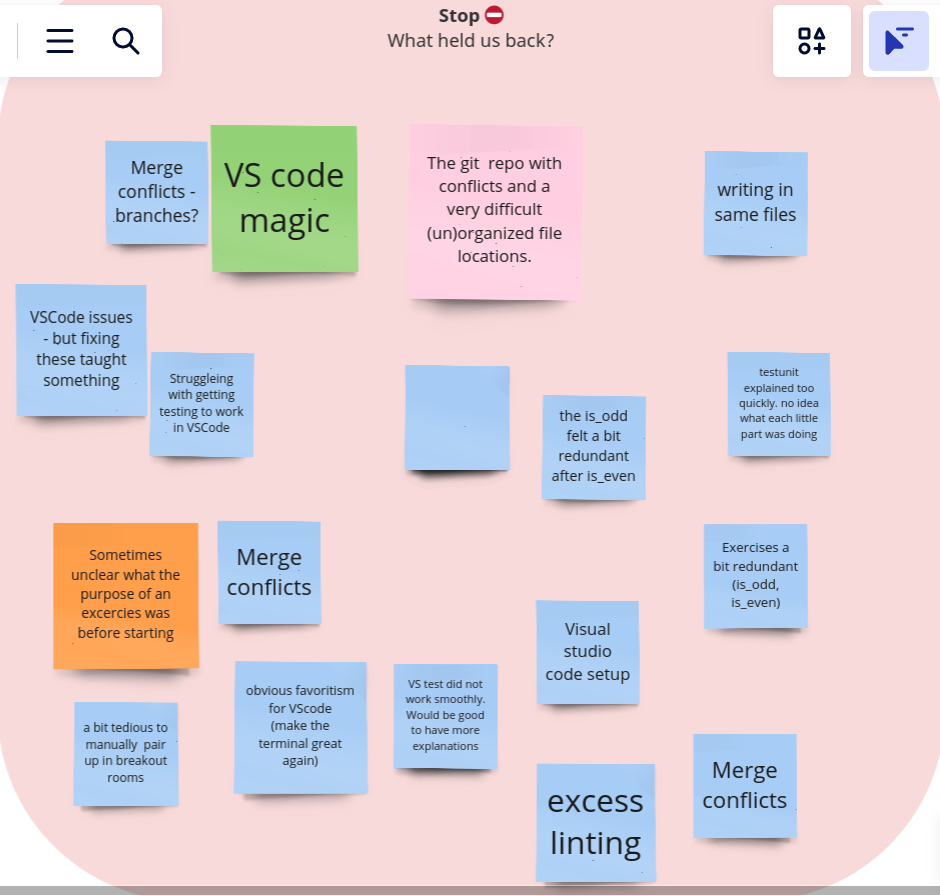 Stop ⛔
What held us back?
Merge
conflicts -
branches?
VS code
magic
The git repo with
conflicts and a
very difficult
(un)organized file
locations.
writing in
same files
VSCode issues
- but fixing
these taught
something
Struggleing
with getting
testing to work
in VSCode
the is_odd
felt a bit
redundant
after is_even
testunit
explained too
quickly. no idea
what each little
part was doing
Sometimes
unclear what the
purpose of an
excercies was
before starting
Merge
conflicts
Exercises a
bit redundant
(is_odd,
is_even)
Visual
studio
code setup
a bit tedious to
manually pair
up in breakout
rooms
obvious favoritism
for VScode
(make the
terminal great
again)
VS test did not
work smoothly.
Would be good
to have more
explanations
excess
linting
Merge
conflicts